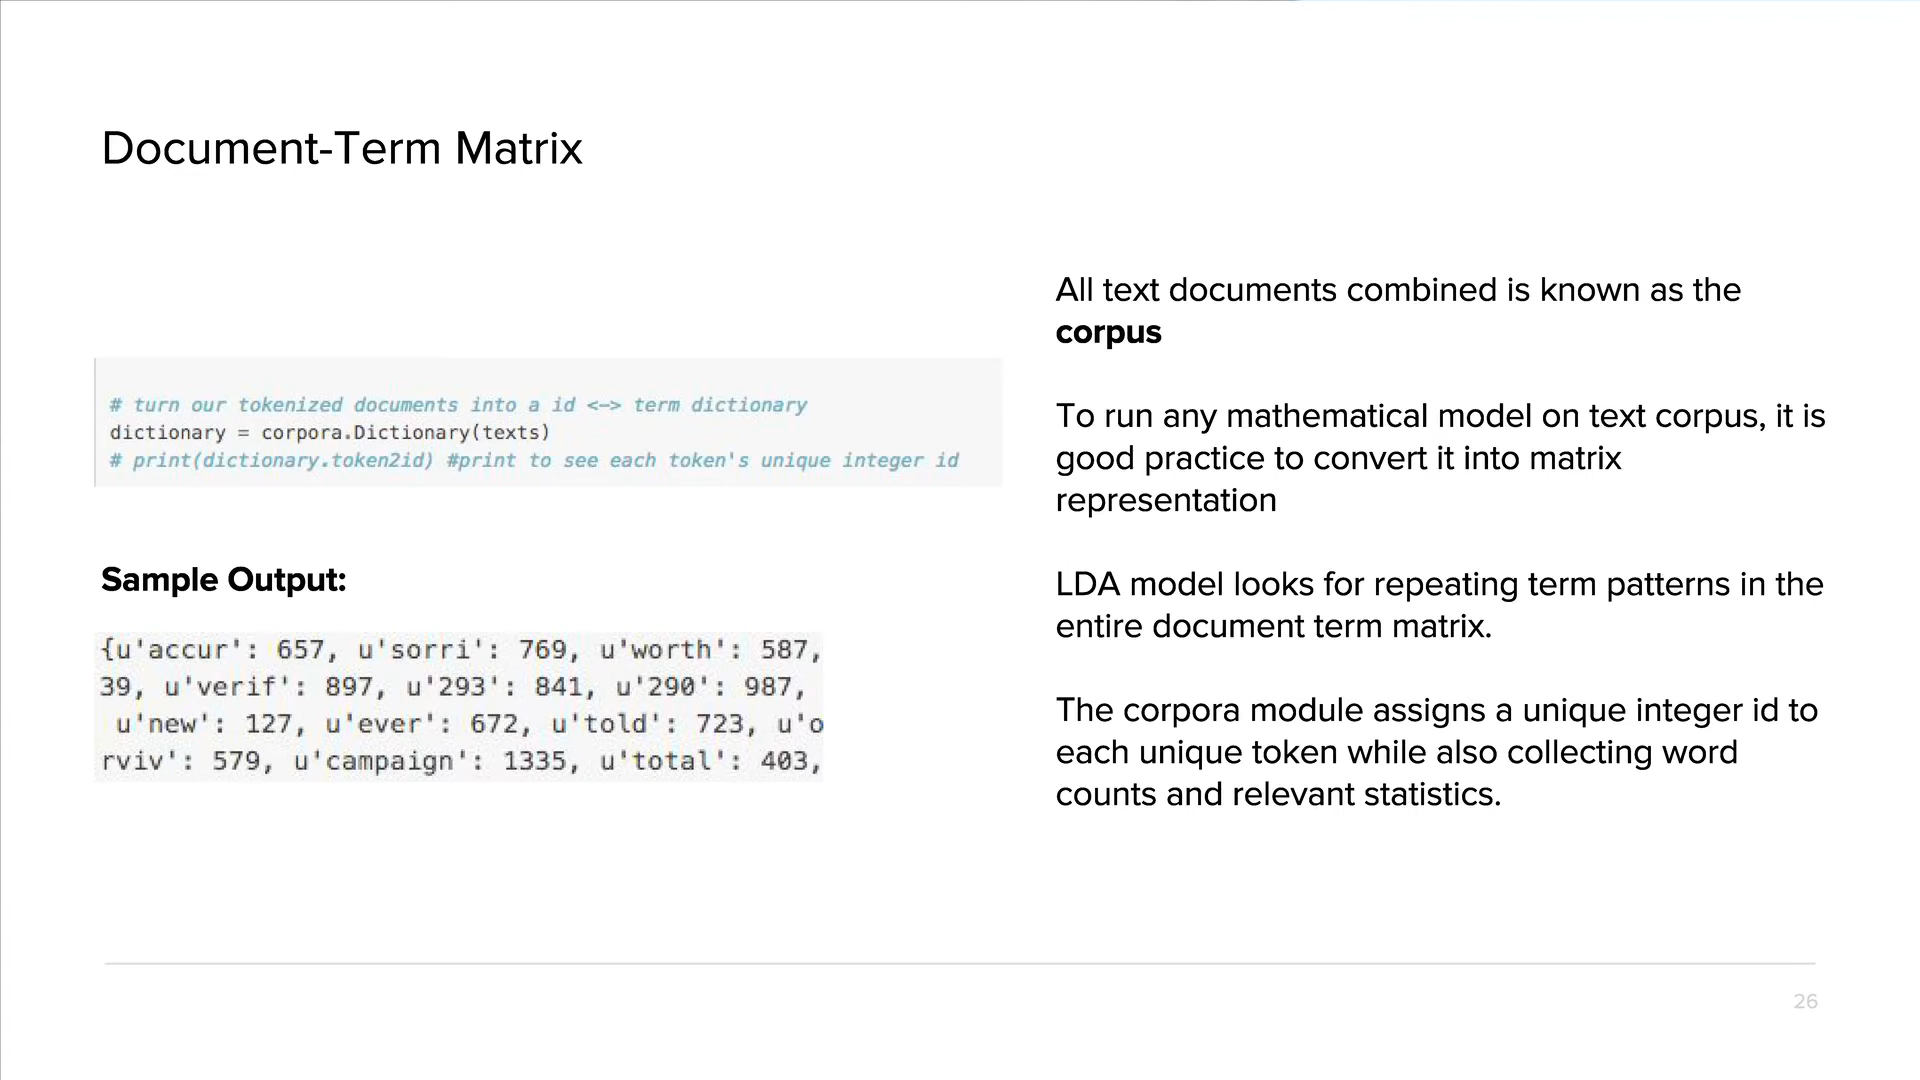 Document-Term Matrix
# turn our tokenized documents into a id <-> term dictionary
dictionary = corpora.Dictionary(texts)
# print(dictionary.token2id) #print to see each token's unique integer id
Sample Output:
{u'accur': 657, u'sorri': 769, u'worth': 587,
39, u'verif': 897, u'293': 841, u'290': 987,
u'new': 127, u'ever': 672, u'told': 723, u'o
rviv': 579, u'campaign': 1335, u'total': 403,
All text documents combined is known as the
corpus
To run any mathematical model on text corpus, it is
good practice to convert it into matrix
representation
LDA model looks for repeating term patterns in the
entire document term matrix.
The corpora module assigns a unique integer id to
each unique token while also collecting word
counts and relevant statistics.
26